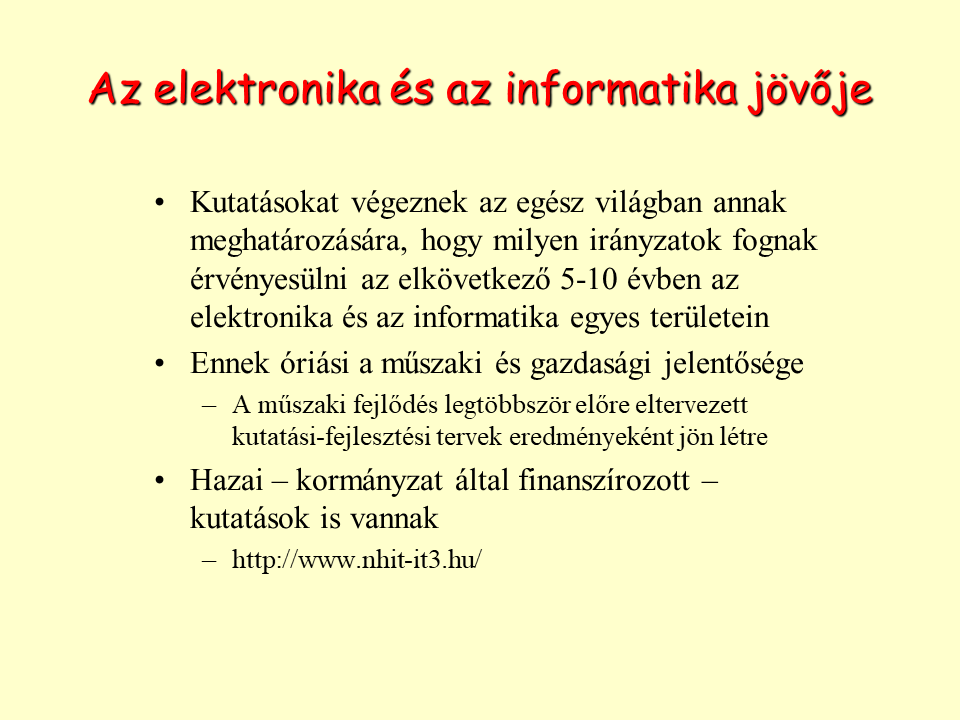 Az elektronika és az informatika jövője
• Kutatásokat végeznek az egész világban annak
meghatározására, hogy milyen irányzatok fognak
érvényesülni az elkövetkező 5-10 évben az
elektronika és az informatika egyes területein
• Ennek óriási a műszaki és gazdasági jelentősége
– A műszaki fejlődés legtöbbször előre eltervezett
kutatási-fejlesztési tervek eredményeként jön létre
• Hazai – kormányzat által finanszírozott –
kutatások is vannak
– http://www.nhit-it3.hu/